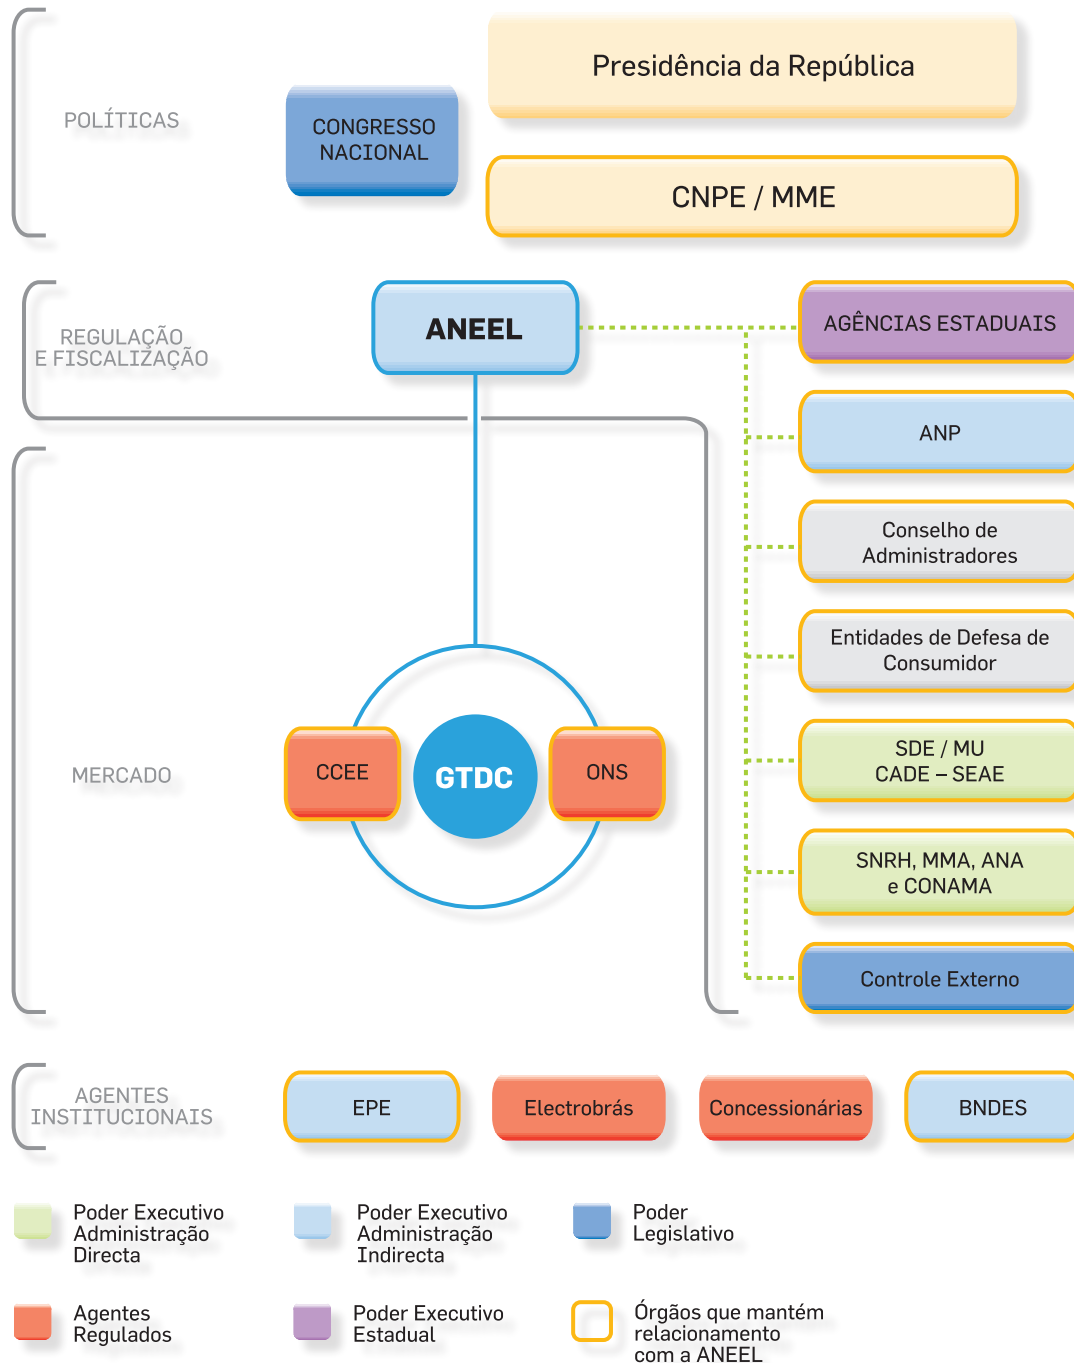 POLÍTICAS
CONGRESSO
NACIONAL
Presidência da República
CNPE / MME
REGULAÇÃO
E FISCALIZAÇÃO
ANEEL
AGÊNCIAS ESTADUAIS
ANP
Conselho de
Administradores
Entidades de Defesa de
Consumidor
MERCADO
CCEE
GTDC
ONS
SDE / MU
CADE – SEAE
SNRH, MMA, ANA
e CONAMA
Controle Externo
AGENTES
INSTITUCIONAIS
EPE
Electrobrás
Concessionárias
BNDES
Poder Executivo
Administração
Directa
Poder Executivo
Administração
Indirecta
Poder
Legislativo
Agentes
Regulados
Poder Executivo
Estadual
Órgãos que mantém
relacionamento
com a ANEEL